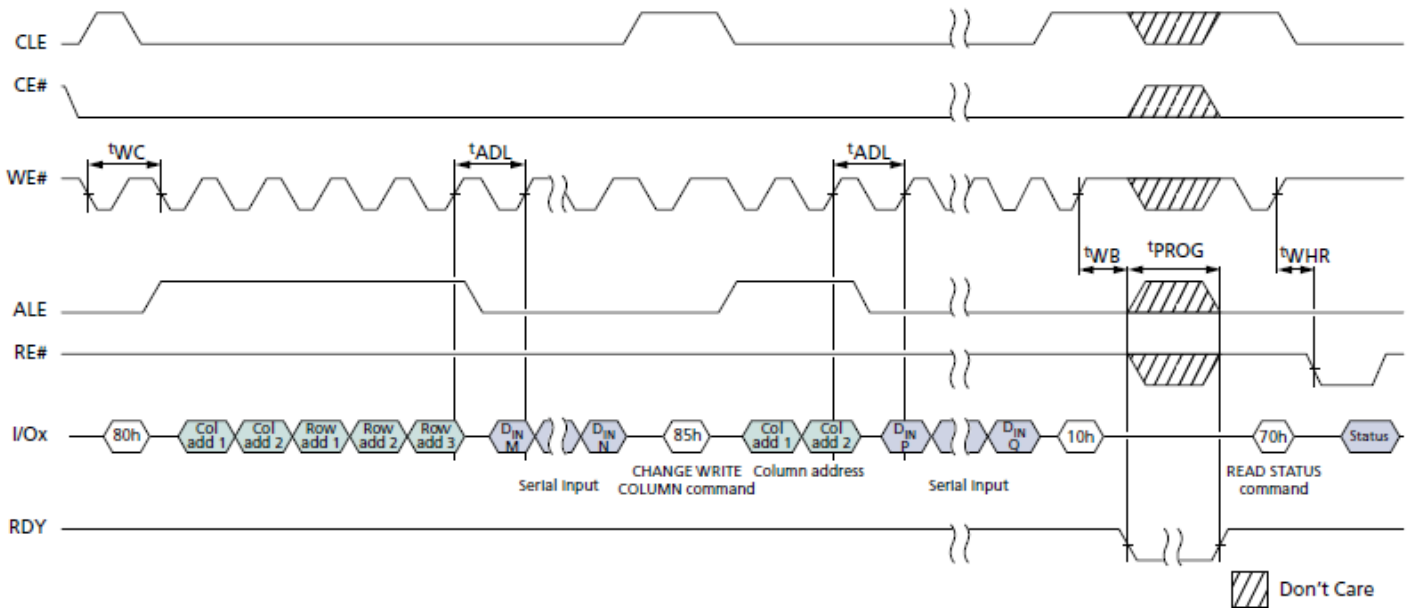 CLE
CE#
tWC
tADL
tADL
WE#
tWB
tPROG
tWHR
ALE
RE#
I/Ox
80h
Col add 1
Col add 2
Row add 1
Row add 2
Row add 3
DIN M
DIN N
85h
Col add 1
Col add 2
DIN P
DIN Q
10h
70h
Status
Serial input
CHANGE WRITE
COLUMN command
Column address
Serial input
READ STATUS
command
RDY
Don't Care